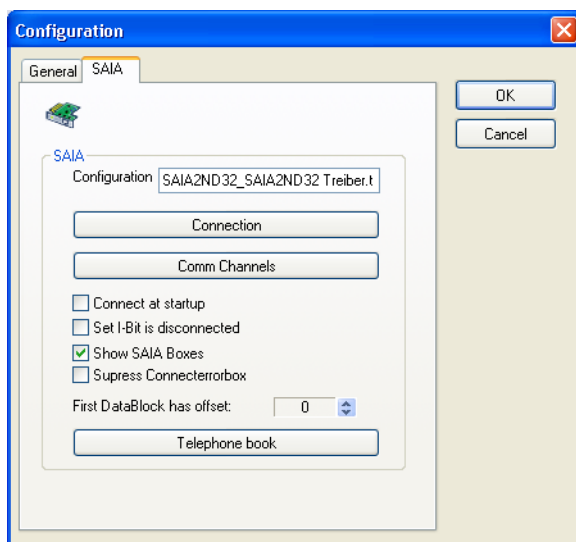 Configuration
General SAIA
OK
Cancel
SAIA
Configuration SAIA2ND32_SAIA2ND32 Treiber.t
Connection
Comm Channels
Connect at startup
Set I-Bit is disconnected
Show SAIA Boxes
Supress Connecterrorbox
First DataBlock has offset: 0
Telephone book